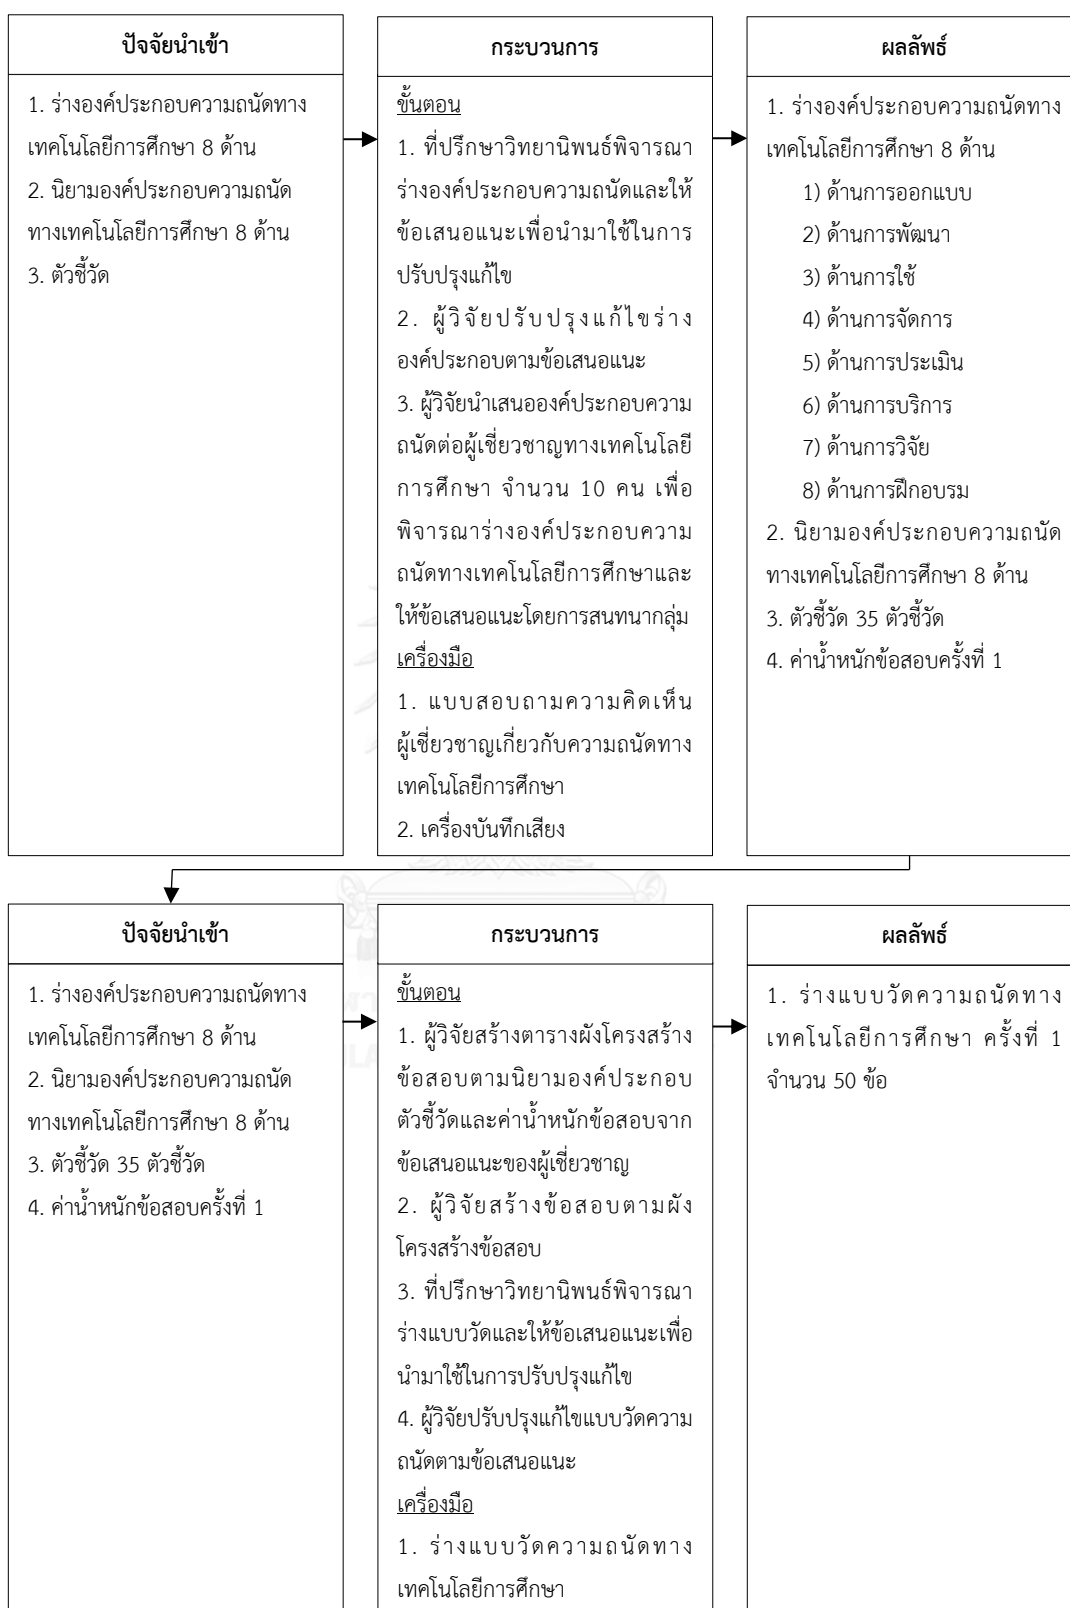 ปัจจัยนำเข้า
1. ร่างองค์ประกอบความถนัดทาง
เทคโนโลยีการศึกษา 8 ด้าน
2. นิยามองค์ประกอบความถนัด
ทางเทคโนโลยีการศึกษา 8 ด้าน
3. ตัวชี้วัด
กระบวนการ
ขั้นตอน
1. ที่ปรึกษาวิทยานิพนธ์พิจารณา
ร่างองค์ประกอบความถนัดและให้
ข้อเสนอแนะเพื่อนำมาใช้ในการ
ปรับปรุงแก้ไข
2. ผู้วิจัยปรับปรุงแก้ไขร่าง
องค์ประกอบตามข้อเสนอแนะ
3. ผู้วิจัยนำเสนอองค์ประกอบความ
ถนัดต่อผู้เชี่ยวชาญทางเทคโนโลยี
การศึกษา จำนวน 10 คน เพื่อ
พิจารณาร่างองค์ประกอบความ
ถนัดทางเทคโนโลยีการศึกษาและ
ให้ข้อเสนอแนะโดยการสนทนากลุ่ม
เครื่องมือ
1. แบบสอบถามความคิดเห็น
ผู้เชี่ยวชาญเกี่ยวกับความถนัดทาง
เทคโนโลยีการศึกษา
2. เครื่องบันทึกเสียง
ผลลัพธ์
1. ร่างองค์ประกอบความถนัดทาง
เทคโนโลยีการศึกษา 8 ด้าน
1) ด้านการออกแบบ
2) ด้านการพัฒนา
3) ด้านการใช้
4) ด้านการจัดการ
5) ด้านการประเมิน
6) ด้านการบริการ
7) ด้านการวิจัย
8) ด้านการฝึกอบรม
2. นิยามองค์ประกอบความถนัด
ทางเทคโนโลยีการศึกษา 8 ด้าน
3. ตัวชี้วัด 35 ตัวชี้วัด
4. ค่าน้ำหนักข้อสอบครั้งที่ 1
ปัจจัยนำเข้า
1. ร่างองค์ประกอบความถนัดทาง
เทคโนโลยีการศึกษา 8 ด้าน
2. นิยามองค์ประกอบความถนัด
ทางเทคโนโลยีการศึกษา 8 ด้าน
3. ตัวชี้วัด 35 ตัวชี้วัด
4. ค่าน้ำหนักข้อสอบครั้งที่ 1
กระบวนการ
ขั้นตอน
1. ผู้วิจัยสร้างตารางผังโครงสร้าง
ข้อสอบตามนิยามองค์ประกอบ
ตัวชี้วัดและค่าน้ำหนักข้อสอบจาก
ข้อเสนอแนะของผู้เชี่ยวชาญ
2. ผู้วิจัยสร้างข้อสอบตามผัง
โครงสร้างข้อสอบ
3. ที่ปรึกษาวิทยานิพนธ์พิจารณา
ร่างแบบวัดและให้ข้อเสนอแนะเพื่อ
นำมาใช้ในการปรับปรุงแก้ไข
4. ผู้วิจัยปรับปรุงแก้ไขแบบวัดความ
ถนัดตามข้อเสนอแนะ
เครื่องมือ
1. ร่างแบบวัดความถนัดทาง
เทคโนโลยีการศึกษา
ผลลัพธ์
1. ร่างแบบวัดความถนัดทาง
เทคโนโลยีการศึกษา ครั้งที่ 1
จำนวน 50 ข้อ